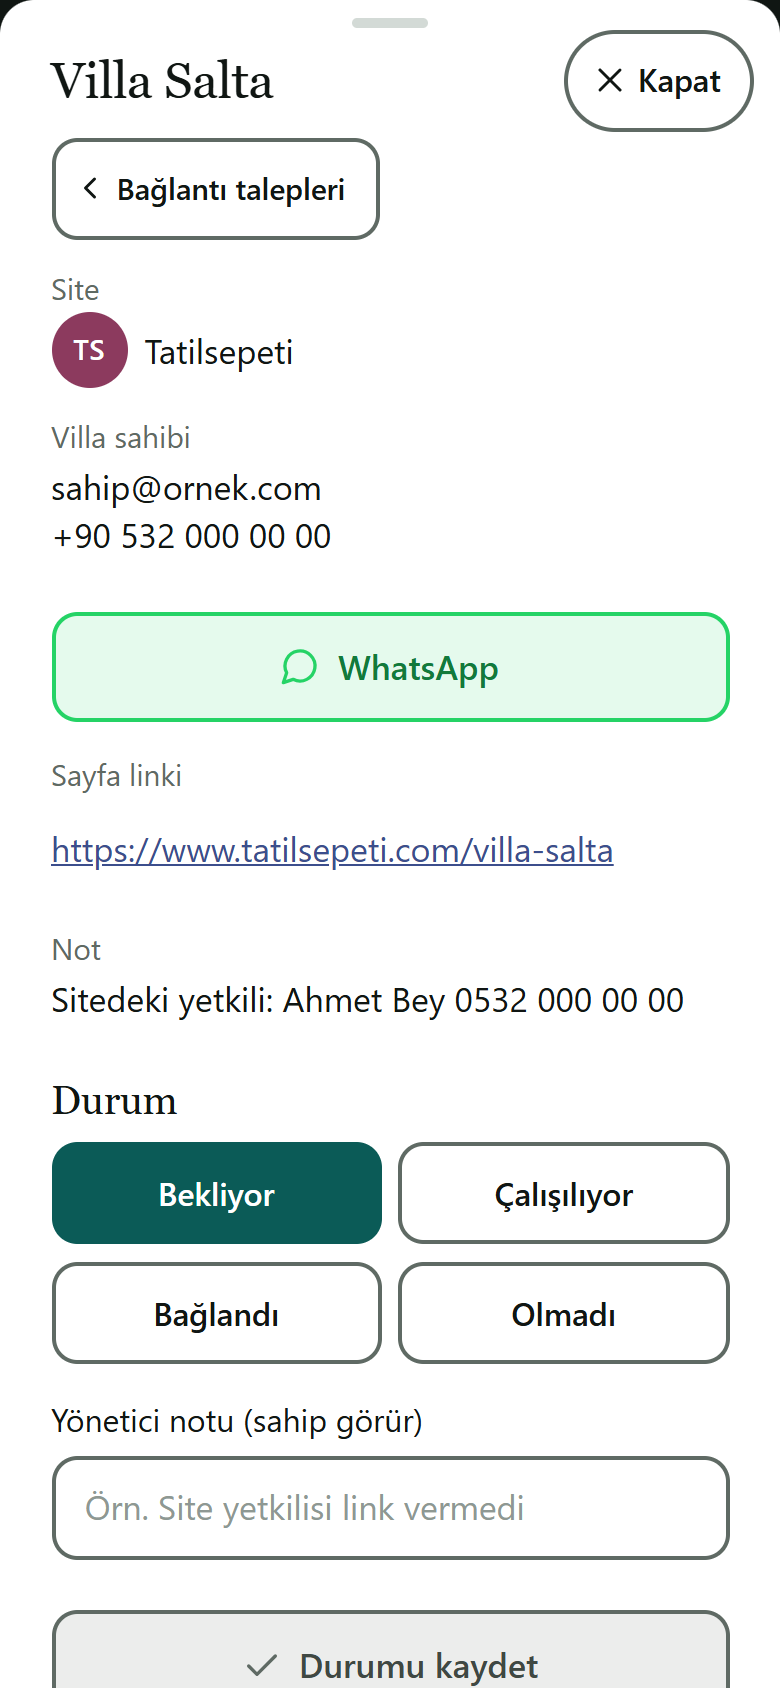 Villa Salta
Kapat
Bağlantı talepleri
Site
TS
Tatilsepeti
Villa sahibi
sahip@ornek.com
+90 532 000 00 00
WhatsApp
Sayfa linki
https://www.tatilsepeti.com/villa-salta
Not
Sitedeki yetkili: Ahmet Bey 0532 000 00 00
Durum
Bekliyor
Çalışılıyor
Bağlandı
Olmadı
Yönetici notu (sahip görür)
Örn. Site yetkilisi link vermedi
Durumu kaydet